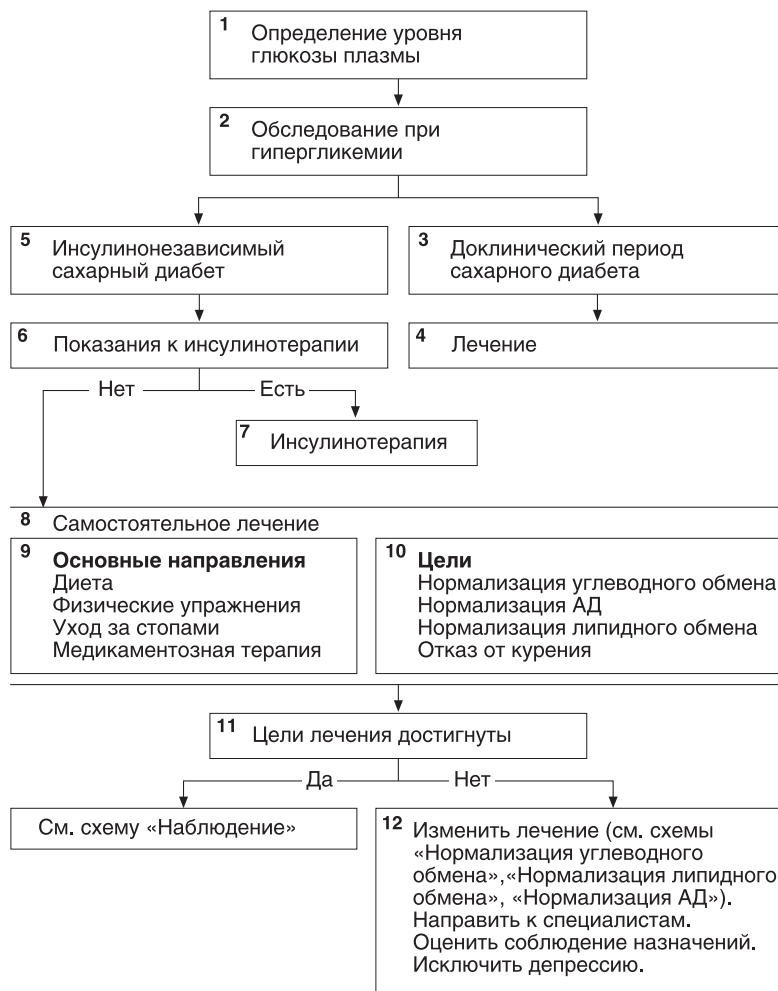 1 Определение уровня
глюкозы плазмы
2 Обследование при
гипергликемии
5 Инсулинонезависимый
сахарный диабет
3 Доклинический период
сахарного диабета
6 Показания к инсулинотерапии
4 Лечение
Нет
Есть
7 Инсулинотерапия
8 Самостоятельное лечение
9 Основные направления
Диета
Физические упражнения
Уход за стопами
Медикаментозная терапия
10 Цели
Нормализация углеводного обмена
Нормализация АД
Нормализация липидного обмена
Отказ от курения
11 Цели лечения достигнуты
Да
Нет
См. схему «Наблюдение»
12 Изменить лечение (см. схемы
«Нормализация углеводного
обмена»,«Нормализация липидного
обмена», «Нормализация АД»).
Направить к специалистам.
Оценить соблюдение назначений.
Исключить депрессию.